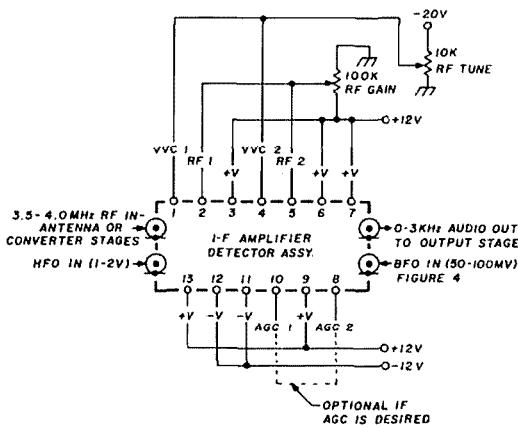 -20V
10K
RF TUNE
100K
RF GAIN
+12V
VVC 1
RF 1
+V
VVC 2
RF 2
+V
+V
1 2 3 4 5 6 7
3.5-4.0MHz RF IN-
ANTENNA OR
CONVERTER STAGES
I-F AMPLIFIER
DETECTOR ASSY.
0-3KHz AUDIO OUT
TO OUTPUT STAGE
HFO IN (1-2V)
BFO IN (50-100MV)
FIGURE 4
13 12 11 10 9 8
+V
-V
-V
AGC 1
+V
AGC 2
+12V
-12V
OPTIONAL IF
AGC IS DESIRED